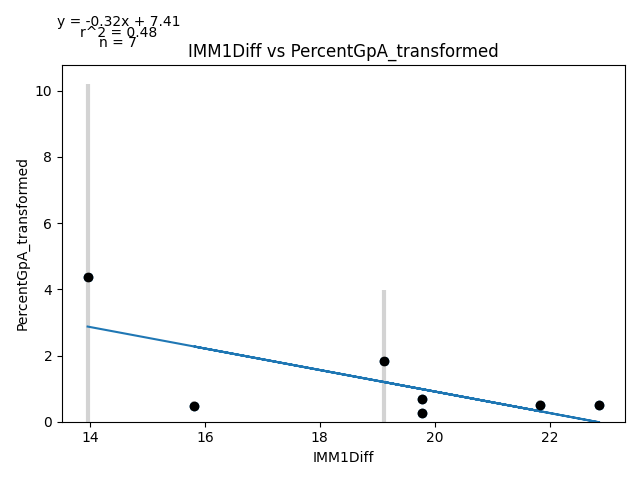 y = -0.32x + 7.41
r^2 = 0.48
n = 7
IMM1Diff vs PercentGpA_transformed
10
8
6
4
2
0
PercentGpA_transformed
14 16 18 20 22
IMM1Diff